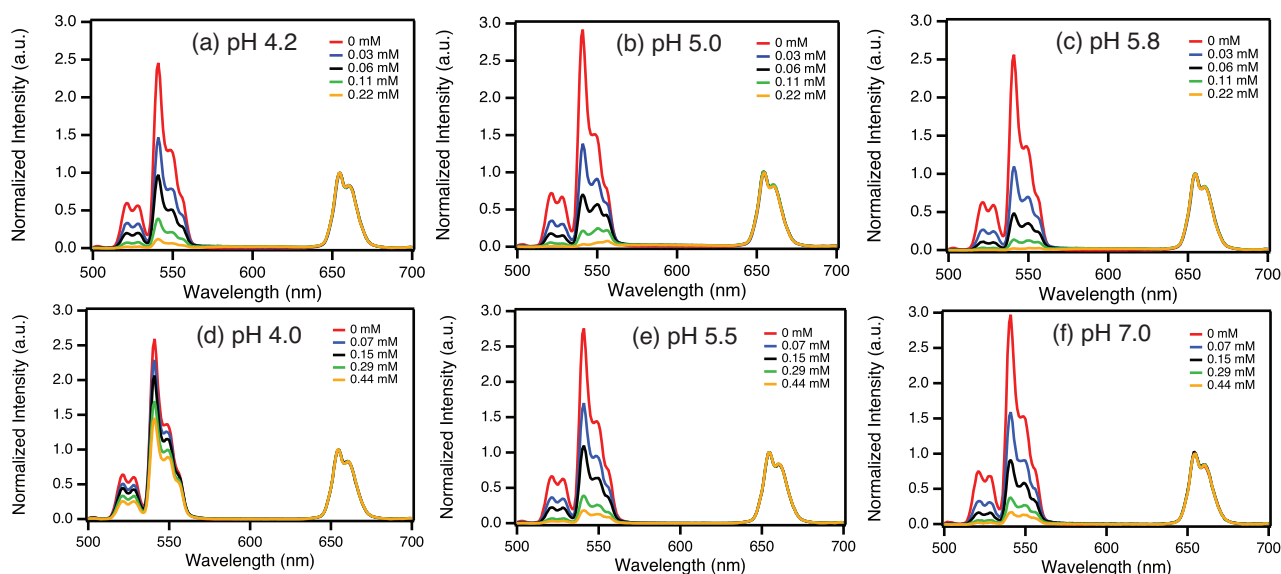 (a) pH 4.2
Normalized Intensity (a.u.)
3.0
2.5
2.0
1.5
1.0
0.5
0.0
0 mM
0.03 mM
0.06 mM
0.11 mM
0.22 mM
500
550
600
650
700
Wavelength (nm)
(b) pH 5.0
Normalized Intensity (a.u.)
3.0
2.5
2.0
1.5
1.0
0.5
0.0
0 mM
0.03 mM
0.06 mM
0.11 mM
0.22 mM
500
550
600
650
700
Wavelength (nm)
(c) pH 5.8
Normalized Intensity (a.u.)
3.0
2.5
2.0
1.5
1.0
0.5
0.0
0 mM
0.03 mM
0.06 mM
0.11 mM
0.22 mM
500
550
600
650
700
Wavelength (nm)
(d) pH 4.0
Normalized Intensity (a.u.)
3.0
2.5
2.0
1.5
1.0
0.5
0.0
0 mM
0.07 mM
0.15 mM
0.29 mM
0.44 mM
500
550
600
650
700
Wavelength (nm)
(e) pH 5.5
Normalized Intensity (a.u.)
3.0
2.5
2.0
1.5
1.0
0.5
0.0
0 mM
0.07 mM
0.15 mM
0.29 mM
0.44 mM
500
550
600
650
700
Wavelength (nm)
(f) pH 7.0
Normalized Intensity (a.u.)
3.0
2.5
2.0
1.5
1.0
0.5
0.0
0 mM
0.07 mM
0.15 mM
0.29 mM
0.44 mM
500
550
600
650
700
Wavelength (nm)